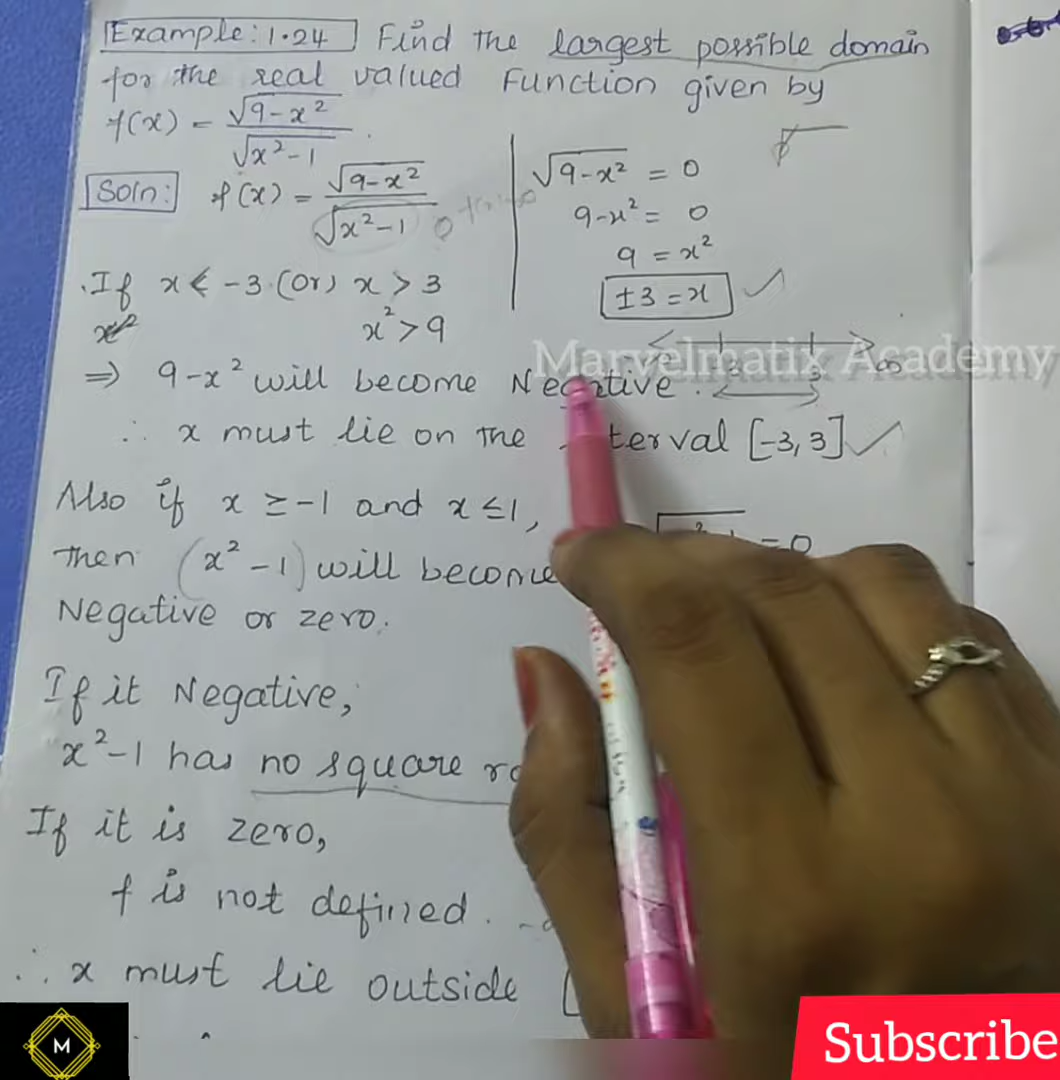 Example: 1.24 Find the largest possible domain
for the real valued Function given by
f(x) = √9-x² / √x²-1
Soln: f(x) = √9-x² / √x²-1
√9-x² = 0
9-x² = 0
9 = x²
±3 = x ✓
If x < -3 (or) x > 3
x² x² > 9
Marvelmatix Academy
-3 3 ∞
⇒ 9-x² will become Negative.
∴ x must lie on the interval [-3, 3] ✓
Also if x ≥ -1 and x ≤ 1,
= 0
Then (x² - 1) will become
Negative or zero.
If it Negative,
x²-1 has no square
If it is zero,
f is not defined.
∴ x must lie outside [
M
Subscribe